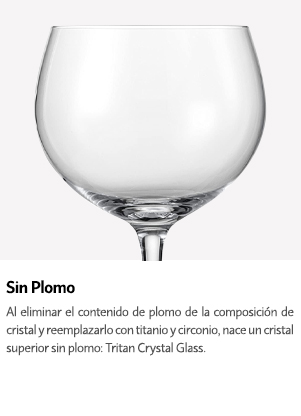 Sin Plomo
Al eliminar el contenido de plomo de la composición de
cristal y reemplazarlo con titanio y circonio, nace un cristal
superior sin plomo: Tritan Crystal Glass.